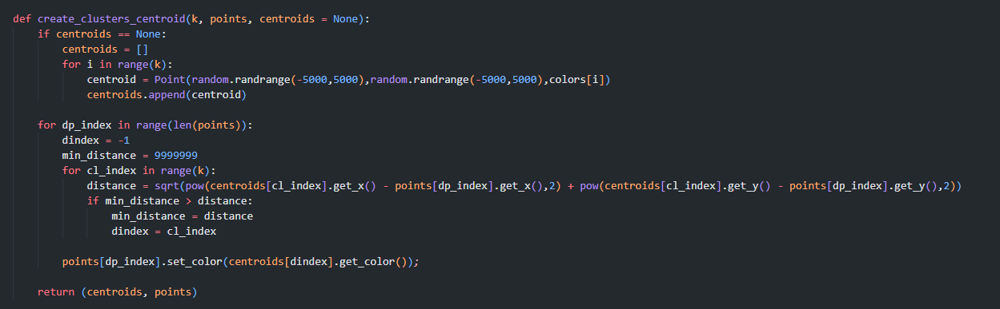 def create_clusters_centroid(k, points, centroids = None):
    if centroids == None:
        centroids = []
        for i in range(k):
            centroid = Point(random.randrange(-5000,5000),random.randrange(-5000,5000),colors[i])
            centroids.append(centroid)

    for dp_index in range(len(points)):
        dindex = -1
        min_distance = 9999999
        for cl_index in range(k):
            distance = sqrt(pow(centroids[cl_index].get_x() - points[dp_index].get_x(),2) + pow(centroids[cl_index].get_y() - points[dp_index].get_y(),2))
            if min_distance > distance:
                min_distance = distance
                dindex = cl_index

        points[dp_index].set_color(centroids[dindex].get_color());

    return (centroids, points)